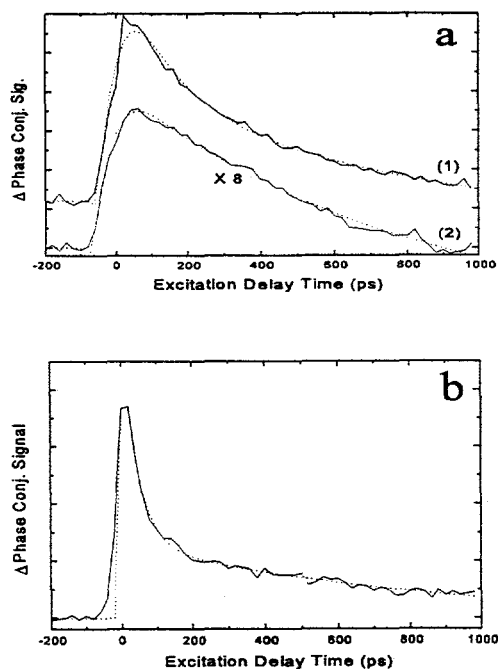 a
Δ Phase Conj. Sig.
(1)
X 8
(2)
-200 0 200 400 600 800 1000
Excitation Delay Time (ps)
b
Δ Phase Conj. Signal
-200 0 200 400 600 800 1000
Excitation Delay Time (ps)